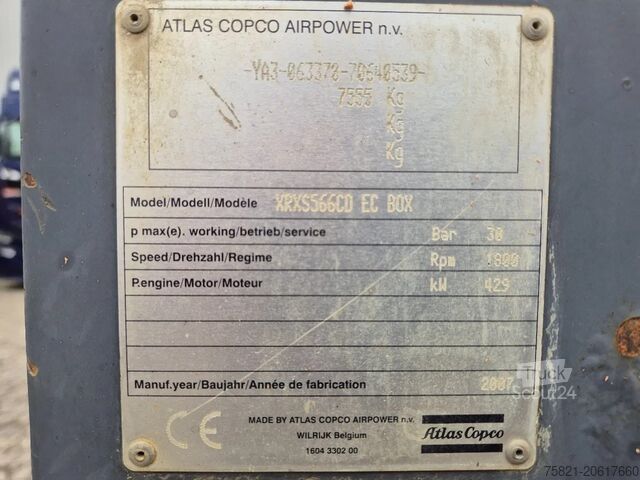 ATLAS COPCO AIRPOWER n.v.
-YA3-063370-70640539-
7555 Kg
Kg
Kg
Model/Modell/Modèle XRXS566CD EC BOX
p max(e). working/betrieb/service Bar 30
Speed/Drehzahl/Regime Rpm 1800
P.engine/Motor/Moteur kW 429
Manuf.year/Baujahr/Année de fabrication 2007
CE
MADE BY ATLAS COPCO AIRPOWER n.v.
WILRIJK Belgium
1604 3302 00
Atlas Copco
Truck
Scout24
75821-20617660